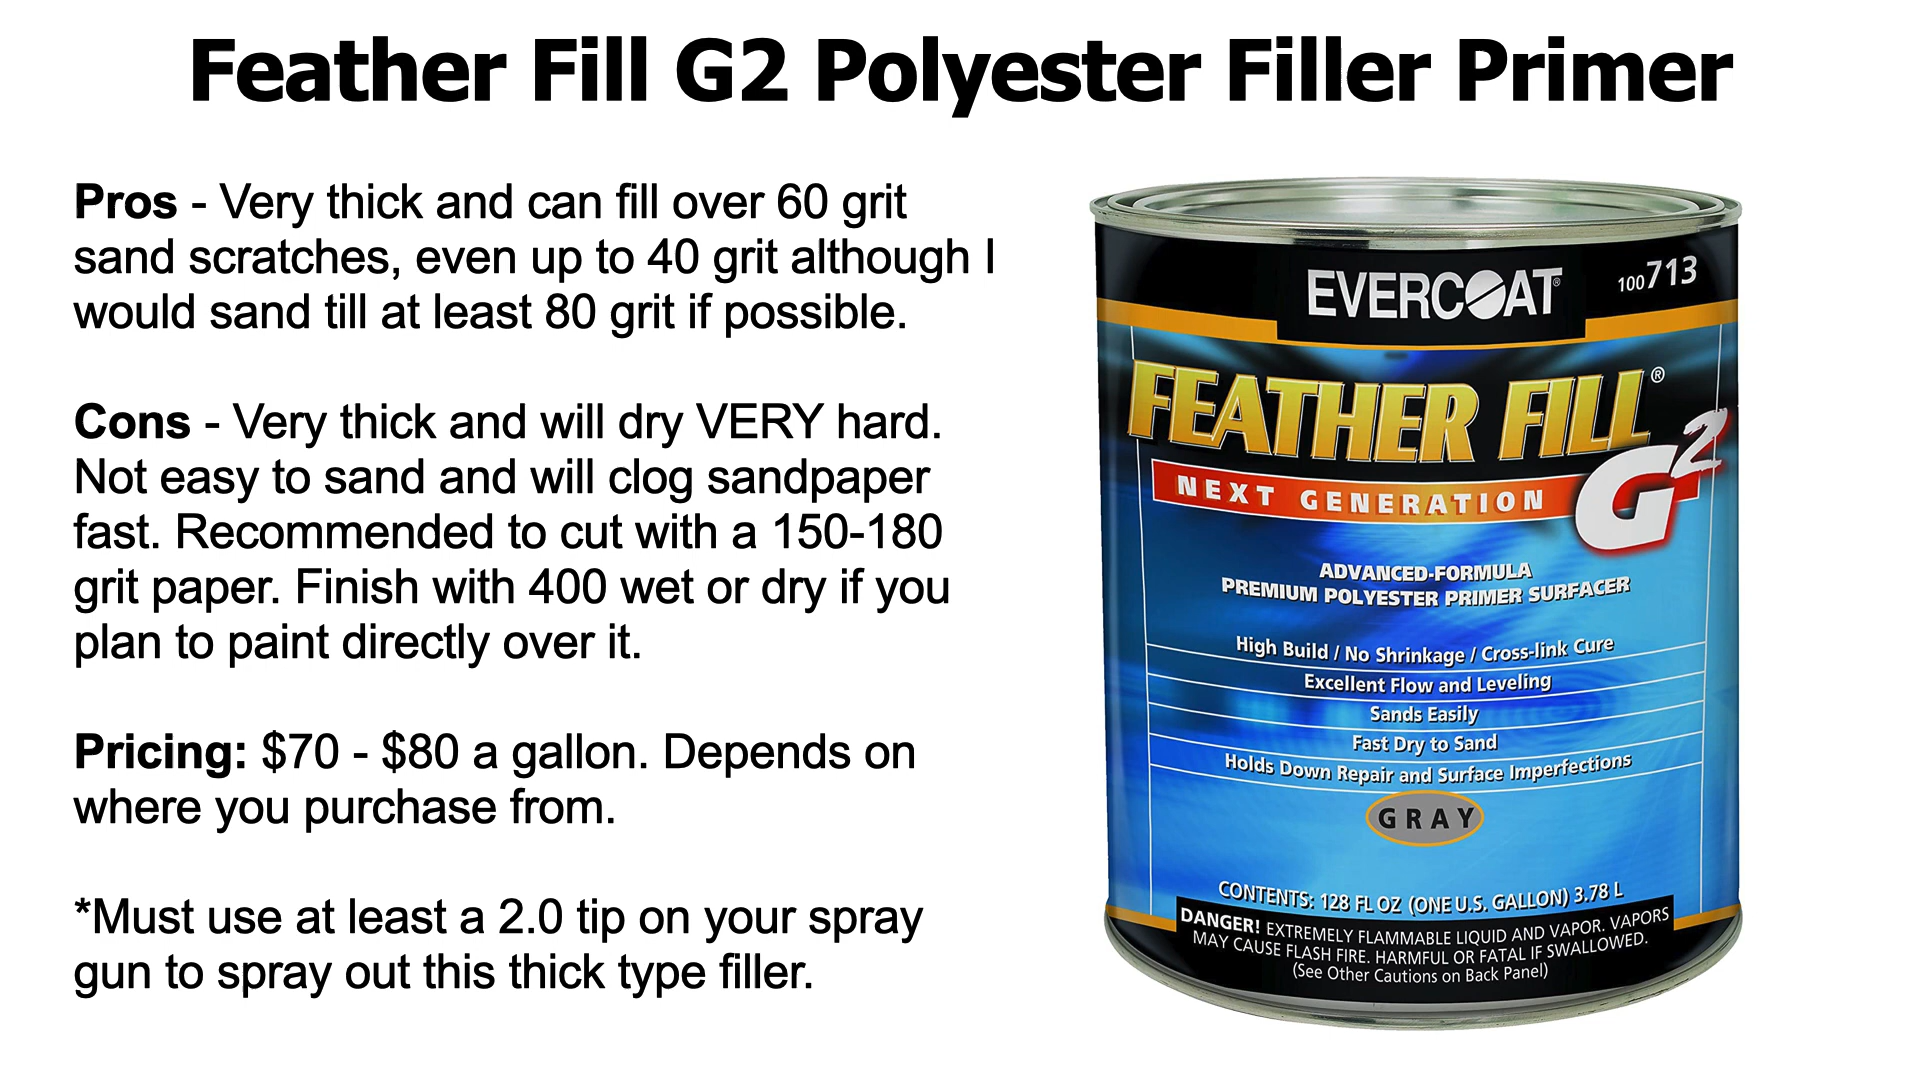 Feather Fill G2 Polyester Filler Primer
Pros - Very thick and can fill over 60 grit
sand scratches, even up to 40 grit although I
would sand till at least 80 grit if possible.
Cons - Very thick and will dry VERY hard.
Not easy to sand and will clog sandpaper
fast. Recommended to cut with a 150-180
grit paper. Finish with 400 wet or dry if you
plan to paint directly over it.
Pricing: $70 - $80 a gallon. Depends on
where you purchase from.
*Must use at least a 2.0 tip on your spray
gun to spray out this thick type filler.
EVERCOAT®
100713
FEATHER FILL®
G2
NEXT GENERATION
ADVANCED-FORMULA
PREMIUM POLYESTER PRIMER SURFACER
High Build / No Shrinkage / Cross-link Cure
Excellent Flow and Leveling
Sands Easily
Fast Dry to Sand
Holds Down Repair and Surface Imperfections
GRAY
CONTENTS: 128 FL OZ (ONE U.S. GALLON) 3.78 L
DANGER! EXTREMELY FLAMMABLE LIQUID AND VAPOR. VAPORS
MAY CAUSE FLASH FIRE. HARMFUL OR FATAL IF SWALLOWED.
(See Other Cautions on Back Panel)